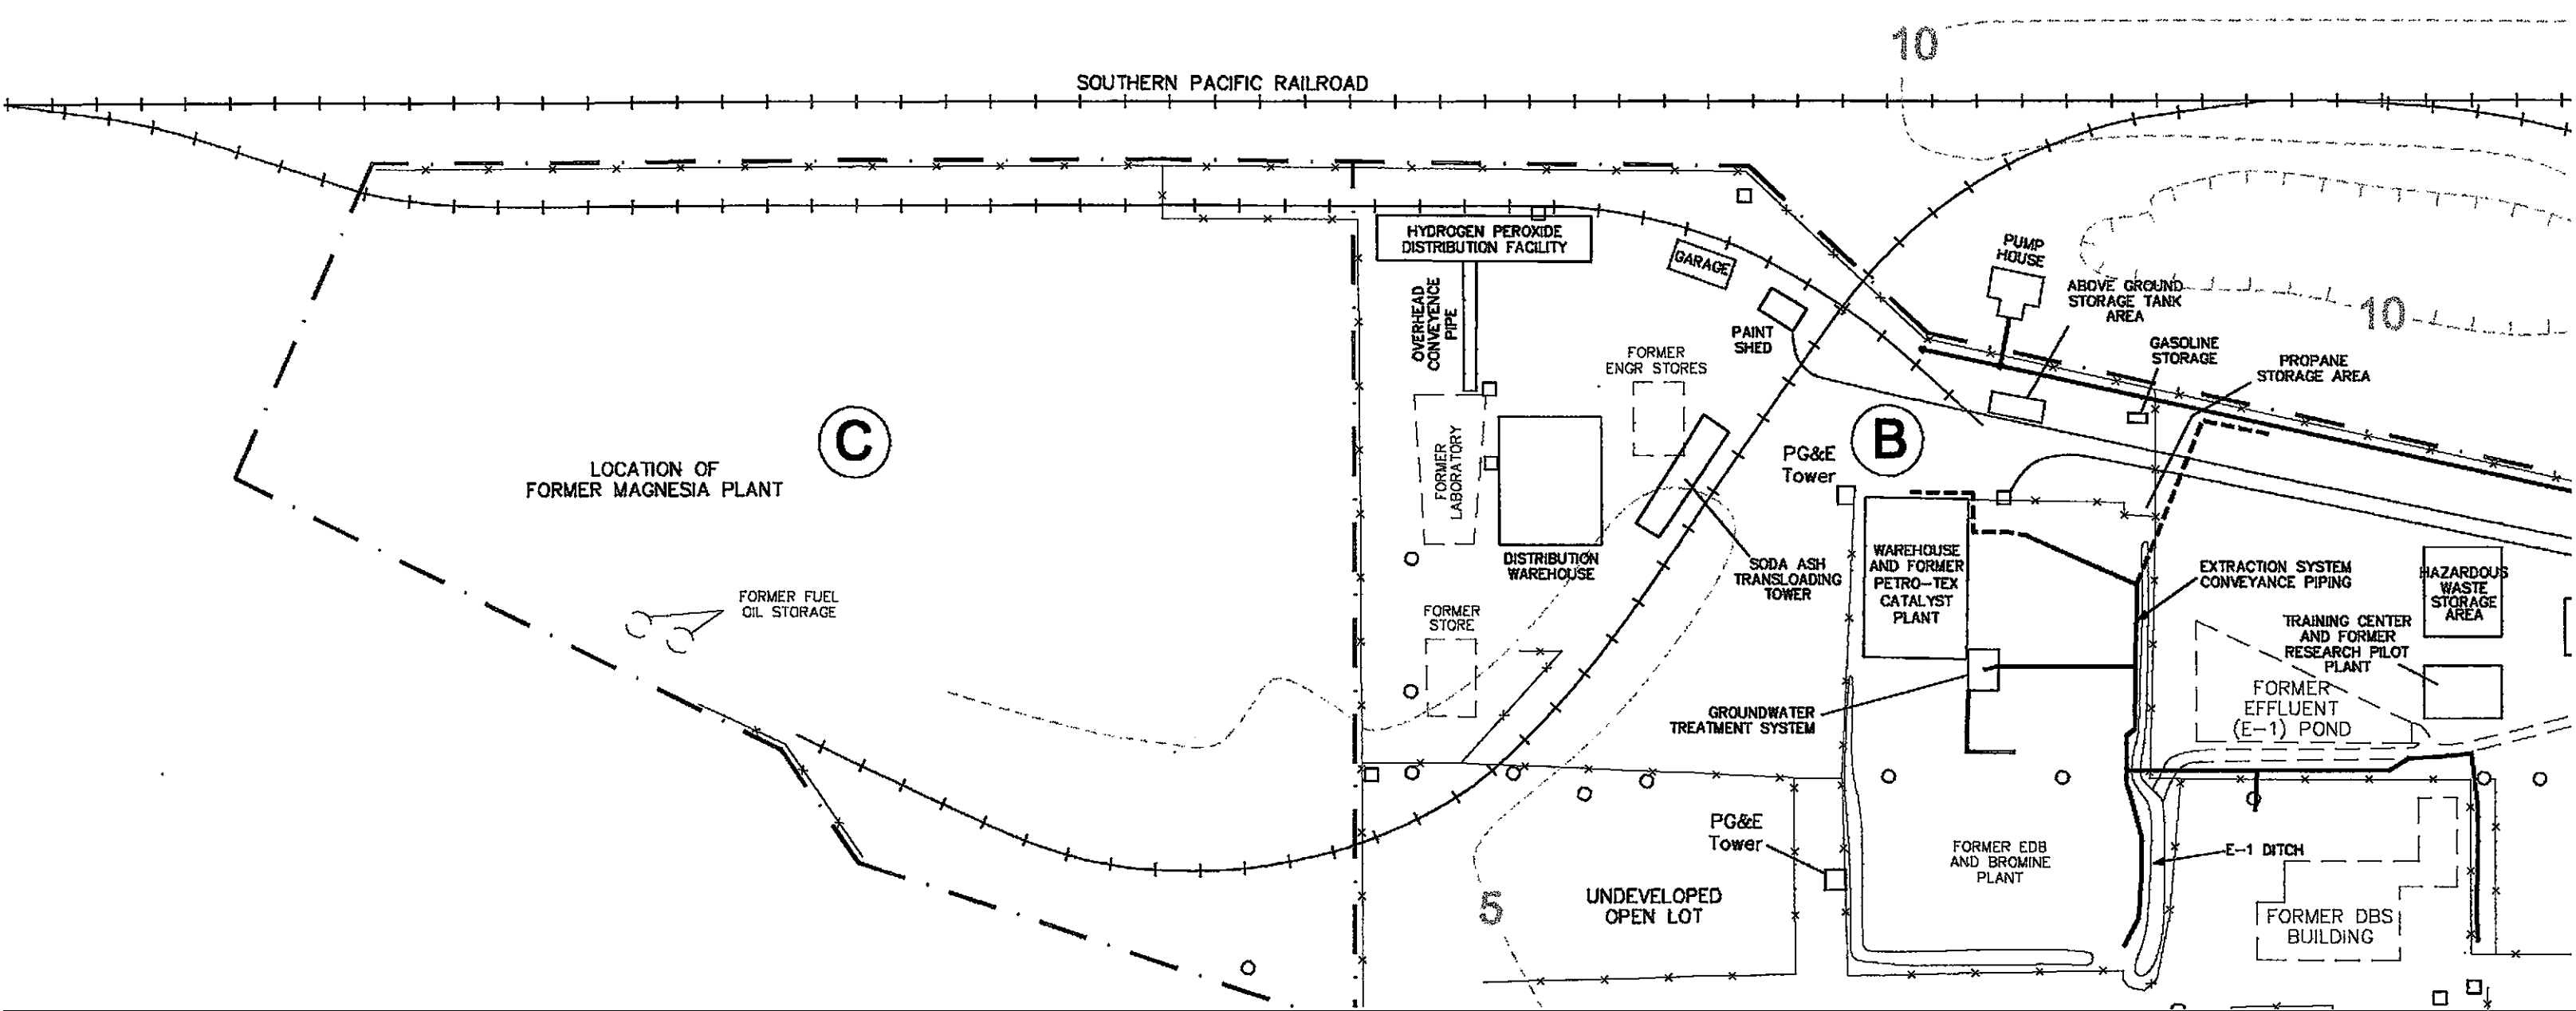 10
SOUTHERN PACIFIC RAILROAD
HYDROGEN PEROXIDE
DISTRIBUTION FACILITY
GARAGE
PUMP
HOUSE
ABOVE GROUND
STORAGE TANK
AREA
10
OVERHEAD
CONVEYENCE
PIPE
PAINT
SHED
FORMER
ENGR STORES
GASOLINE
STORAGE
PROPANE
STORAGE AREA
C
B
LOCATION OF
FORMER MAGNESIA PLANT
FORMER
LABORATORY
PG&E
Tower
DISTRIBUTION
WAREHOUSE
SODA ASH
TRANSLOADING
TOWER
WAREHOUSE
AND FORMER
PETRO-TEX
CATALYST
PLANT
EXTRACTION SYSTEM
CONVEYANCE PIPING
HAZARDOUS
WASTE
STORAGE
AREA
FORMER FUEL
OIL STORAGE
FORMER
STORE
TRAINING CENTER
AND FORMER
RESEARCH PILOT
PLANT
GROUNDWATER
TREATMENT SYSTEM
FORMER
EFFLUENT
(E-1) POND
PG&E
Tower
FORMER EDB
AND BROMINE
PLANT
E-1 DITCH
UNDEVELOPED
OPEN LOT
5
FORMER DBS
BUILDING